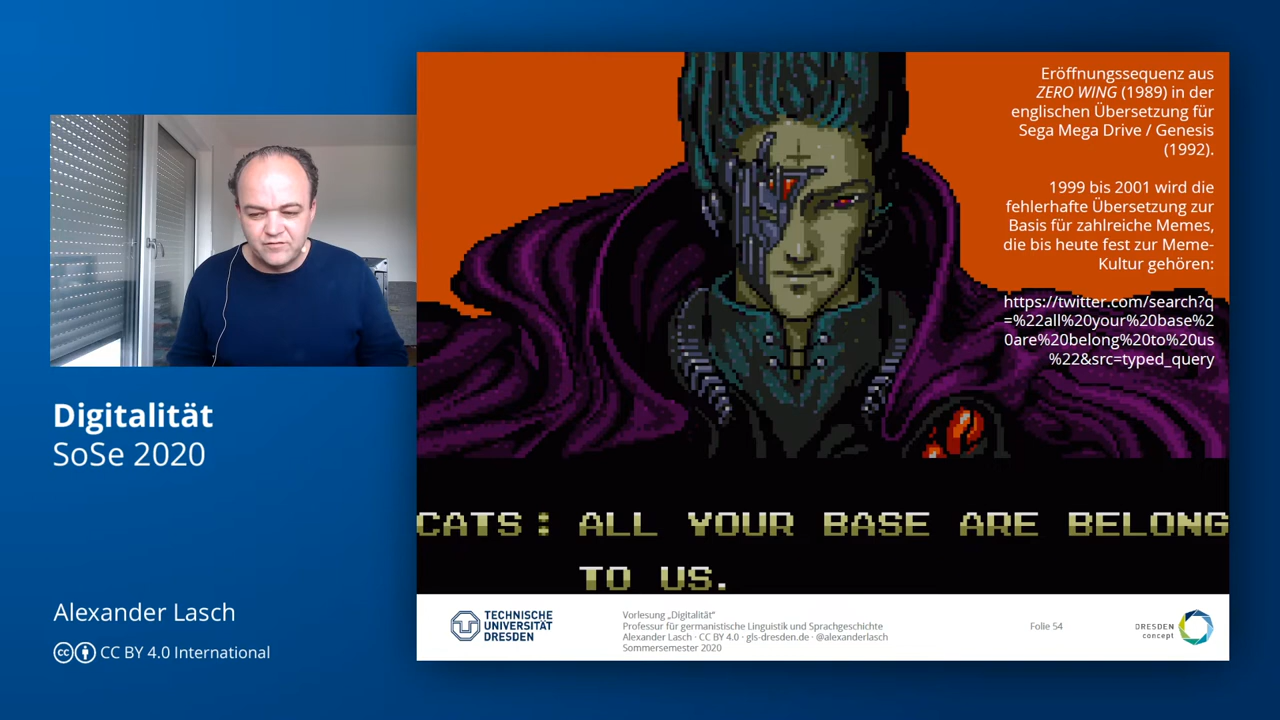 Eröffnungssequenz aus
ZERO WING (1989) in der
englischen Übersetzung für
Sega Mega Drive / Genesis
(1992).
1999 bis 2001 wird die
fehlerhafte Übersetzung zur
Basis für zahlreiche Memes,
die bis heute fest zur Meme-
Kultur gehören:
https://twitter.com/search?q
=%22all%20your%20base%2
0are%20belong%20to%20us
%22&src=typed_query
Digitalität
SoSe 2020
CATS: ALL YOUR BASE ARE BELONG
TO US.
Alexander Lasch
CC BY 4.0 International
TECHNISCHE
UNIVERSITÄT
DRESDEN
Vorlesung „Digitalität“
Professur für germanistische Linguistik und Sprachgeschichte
Alexander Lasch · CC BY 4.0 · gls-dresden.de · @alexanderlasch
Sommersemester 2020
Folie 54
DRESDEN
concept